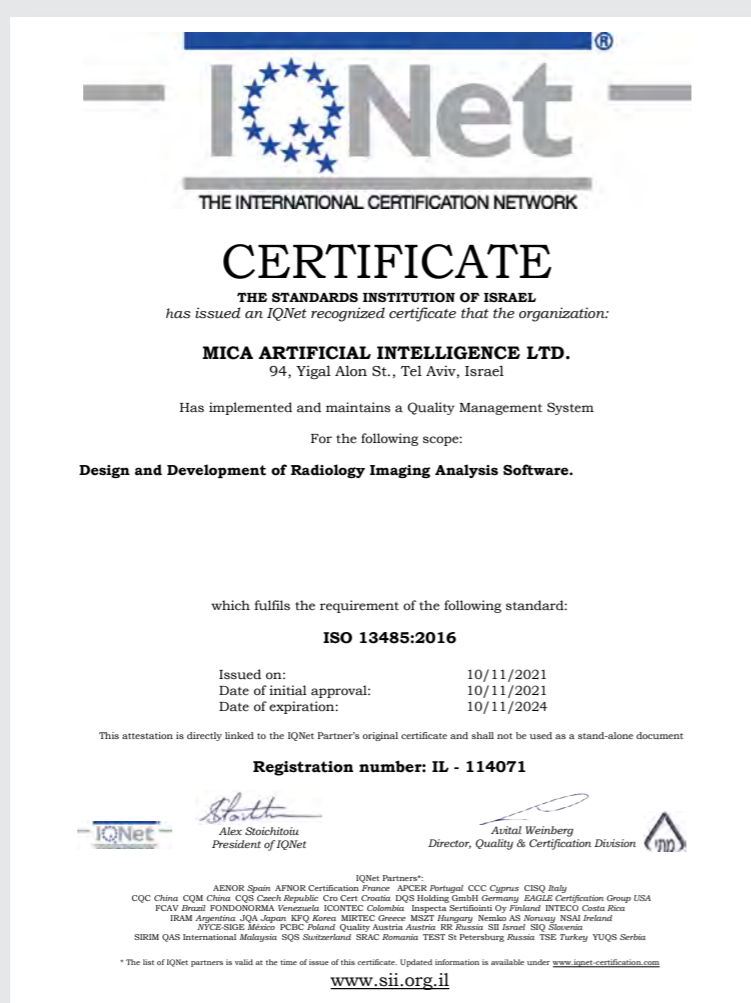 IQNet ®
THE INTERNATIONAL CERTIFICATION NETWORK
CERTIFICATE
THE STANDARDS INSTITUTION OF ISRAEL
has issued an IQNet recognized certificate that the organization:
MICA ARTIFICIAL INTELLIGENCE LTD.
94, Yigal Alon St., Tel Aviv, Israel
Has implemented and maintains a Quality Management System
For the following scope:
Design and Development of Radiology Imaging Analysis Software.
which fulfils the requirement of the following standard:
ISO 13485:2016
Issued on: 10/11/2021
Date of initial approval: 10/11/2021
Date of expiration: 10/11/2024
This attestation is directly linked to the IQNet Partner's original certificate and shall not be used as a stand-alone document
Registration number: IL - 114071
IQNet
Alex Stoichitoiu
President of IQNet
Avital Weinberg
Director, Quality & Certification Division
מתי
IQNet Partners*:
AENOR Spain AFNOR Certification France APCER Portugal CCC Cyprus CISQ Italy
CQC China CQM China CQS Czech Republic Cro Cert Croatia DQS Holding GmbH Germany EAGLE Certification Group USA
FCAV Brazil FONDONORMA Venezuela ICONTEC Colombia Inspecta Sertifiointi Oy Finland INTECO Costa Rica
IRAM Argentina JQA Japan KFQ Korea MIRTEC Greece MSZT Hungary Nemko AS Norway NSAI Ireland
NYCE-SIGE México PCBC Poland Quality Austria Austria RR Russia SII Israel SIQ Slovenia
SIRIM QAS International Malaysia SQS Switzerland SRAC Romania TEST St Petersburg Russia TSE Turkey YUQS Serbia
* The list of IQNet partners is valid at the time of issue of this certificate. Updated information is available under www.iqnet-certification.com
www.sii.org.il